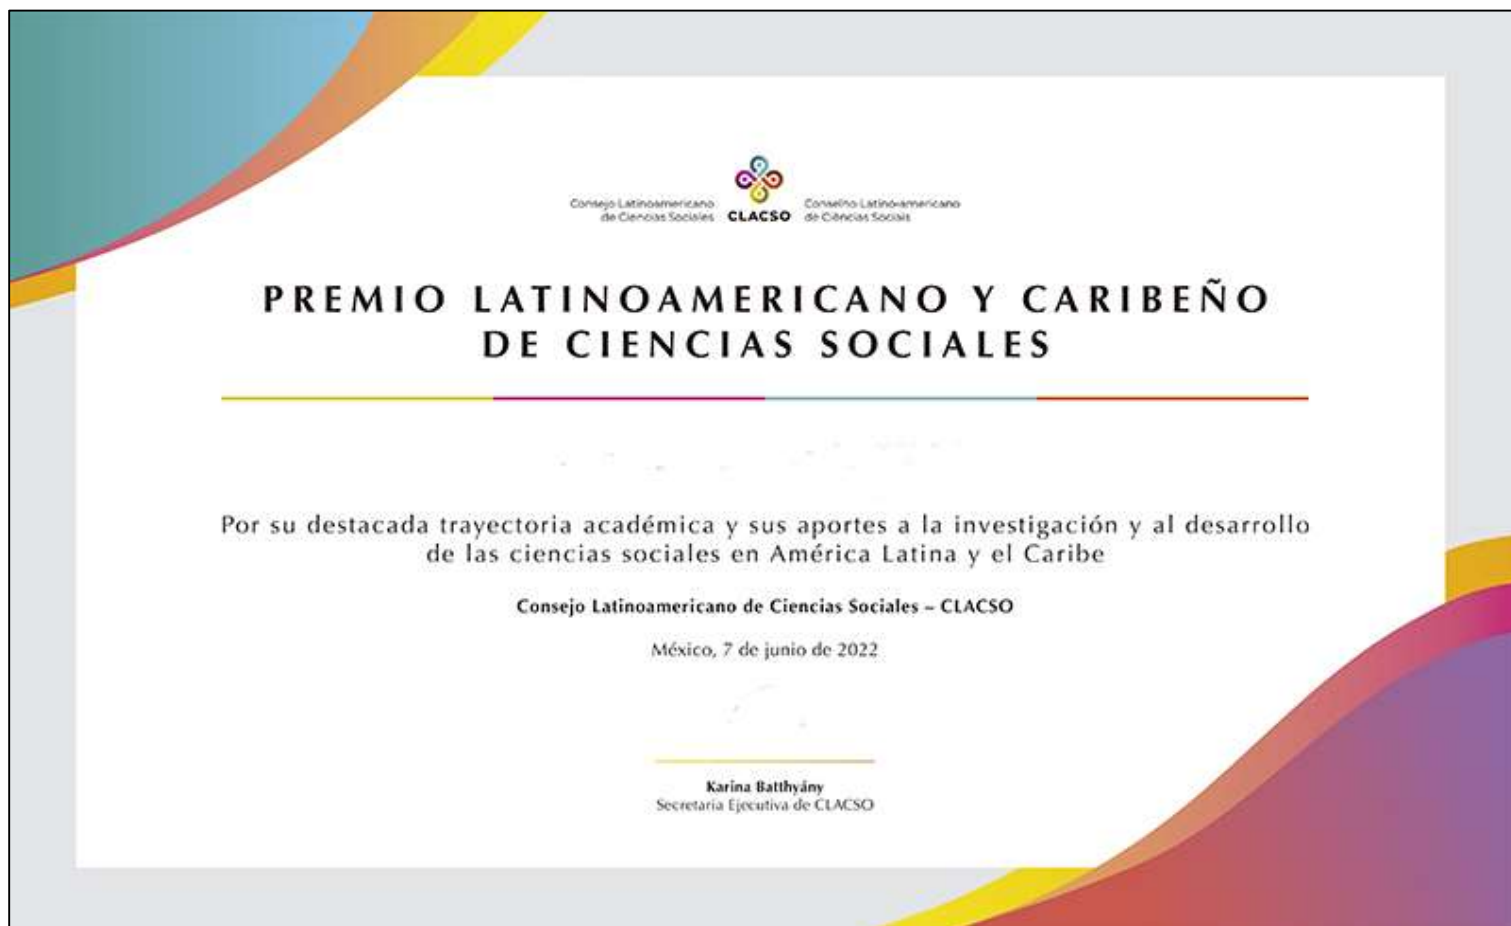 Consejo Latinoamericano
de Ciencias Sociales
CLACSO
Conselho Latino-americano
de Ciências Sociais
PREMIO LATINOAMERICANO Y CARIBEÑO
DE CIENCIAS SOCIALES
Por su destacada trayectoria académica y sus aportes a la investigación y al desarrollo
de las ciencias sociales en América Latina y el Caribe
Consejo Latinoamericano de Ciencias Sociales – CLACSO
México, 7 de junio de 2022
Karina Batthyány
Secretaria Ejecutiva de CLACSO